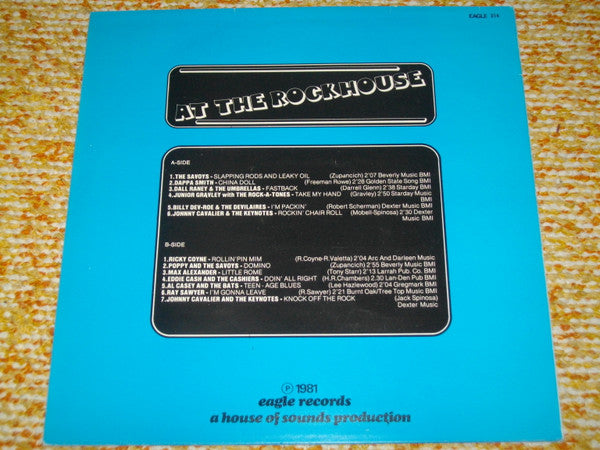 EAGLE 314
AT THE ROCKHOUSE
A-SIDE
1.THE SAVOYS - SLAPPING RODS AND LEAKY OIL (Zupancich) 2'07 Beverly Music BMI
2.DAPPA SMITH - CHINA DOLL (Freeman Rowe) 2'28 Golden State Song BMI
3.DALL RANEY & THE UMBRELLAS - FASTBACK (Darrell Glenn) 2'38 Starday BMI
4.JUNIOR GRAVLEY with THE ROCK-A-TONES - TAKE MY HAND (Gravley) 2'50 Starday Music BMI
5.BILLY DEV-ROE & THE DEVILAIRES - I'M PACKIN' (Robert Scherman) Dexter Music BMI
6.JOHNNY CAVALIER & THE KEYNOTES - ROCKIN' CHAIR ROLL (Mobell-Spinosa) 2'30 Dexter Music BMI
B-SIDE
1.RICKY COYNE - ROLLIN'PIN MIM (R.Coyne-R.Valetta) 2'04 Arc And Darleen Music
2.POPPY AND THE SAVOYS - DOMINO (Zupancich) 2'55 Beverly Music BMI
3.MAX ALEXANDER - LITTLE ROME (Tony Starr) 2'13 Larrah Pub. Co. BMI
4.EDDIE CASH AND THE CASHIERS - DOIN' ALL RIGHT (H.R.Chambers) 2.30 Lan-Den Pub BMI
5.AL CASEY AND THE BATS - TEEN - AGE BLUES (Lee Hazlewood) 2'04 Gregmark BMI
6.RAY SAWYER - I'M GONNA LEAVE (R.Sawyer) 2'21 Burnt Oak/Tree Top Music BMI
7.JOHNNY CAVALIER AND THE KEYNOTES - KNOCK OFF THE ROCK (Jack Spinosa)
Dexter Music
℗ 1981
eagle records
a house of sounds production